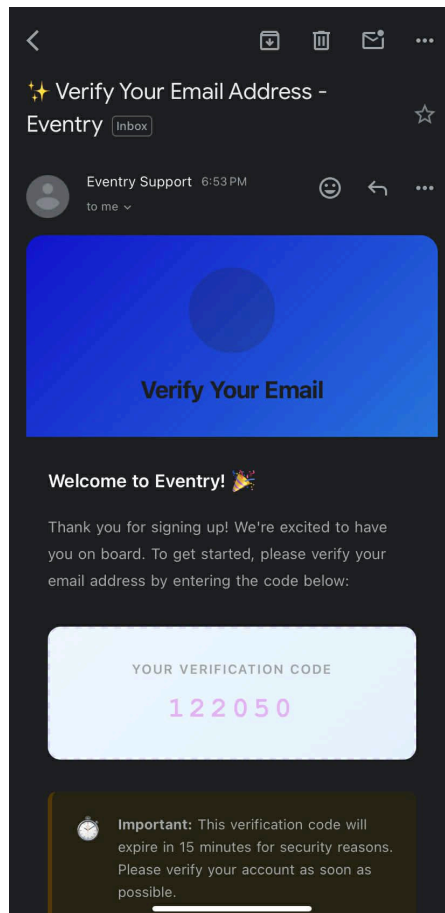 ✨ Verify Your Email Address -
Eventry Inbox
Eventry Support 6:53 PM
to me
Verify Your Email
Welcome to Eventry! 🎉
Thank you for signing up! We're excited to have
you on board. To get started, please verify your
email address by entering the code below:
YOUR VERIFICATION CODE
122050
Important: This verification code will
expire in 15 minutes for security reasons.
Please verify your account as soon as
possible.